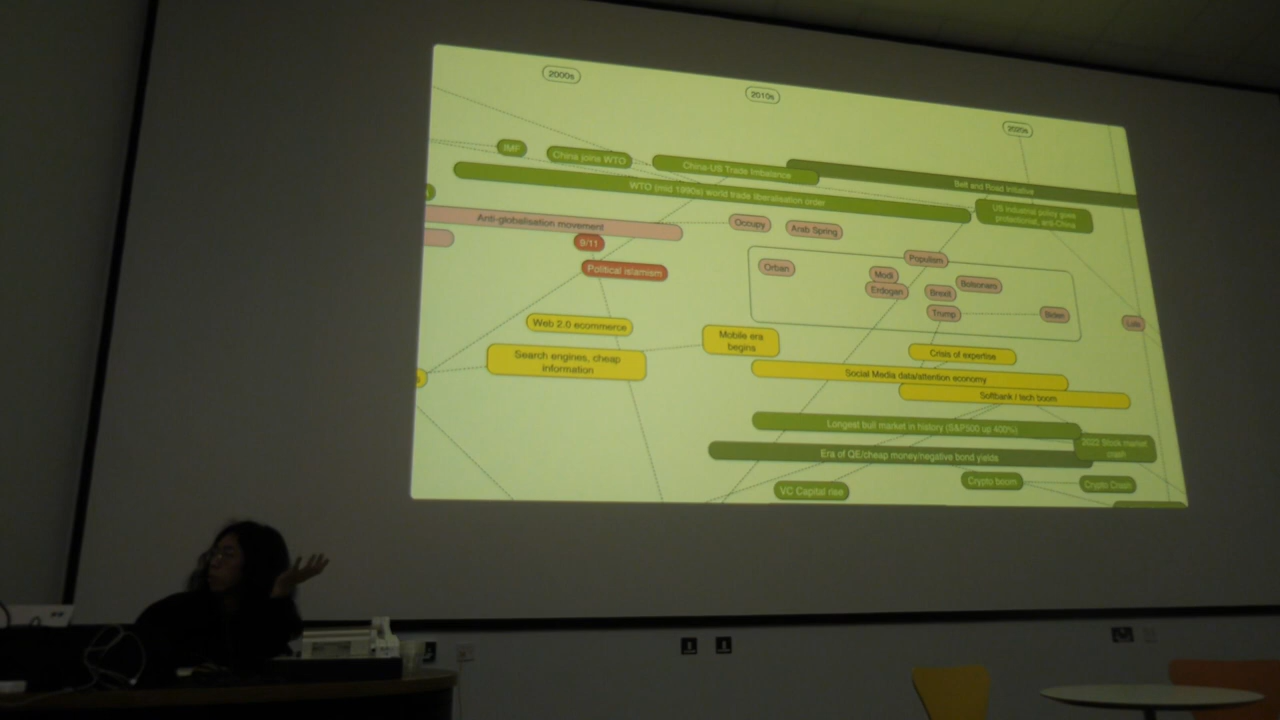 2000s
2010s
2020s
IMF
China joins WTO
China-US Trade Imbalance
Belt and Road Initiative
WTO (mid 1990s) world trade liberalisation order
US industrial policy goes
protectionist, anti-China
Anti-globalisation movement
Occupy
Arab Spring
9/11
Political islamism
Populism
Orban
Modi
Erdogan
Bolsonaro
Brexit
Trump
Biden
Lula
Web 2.0 ecommerce
Mobile era
begins
Search engines, cheap
information
Crisis of expertise
Social Media data/attention economy
Softbank / tech boom
Longest bull market in history (S&P500 up 400%)
2022 Stock market
crash
Era of QE/cheap money/negative bond yields
VC Capital rise
Crypto boom
Crypto Crash